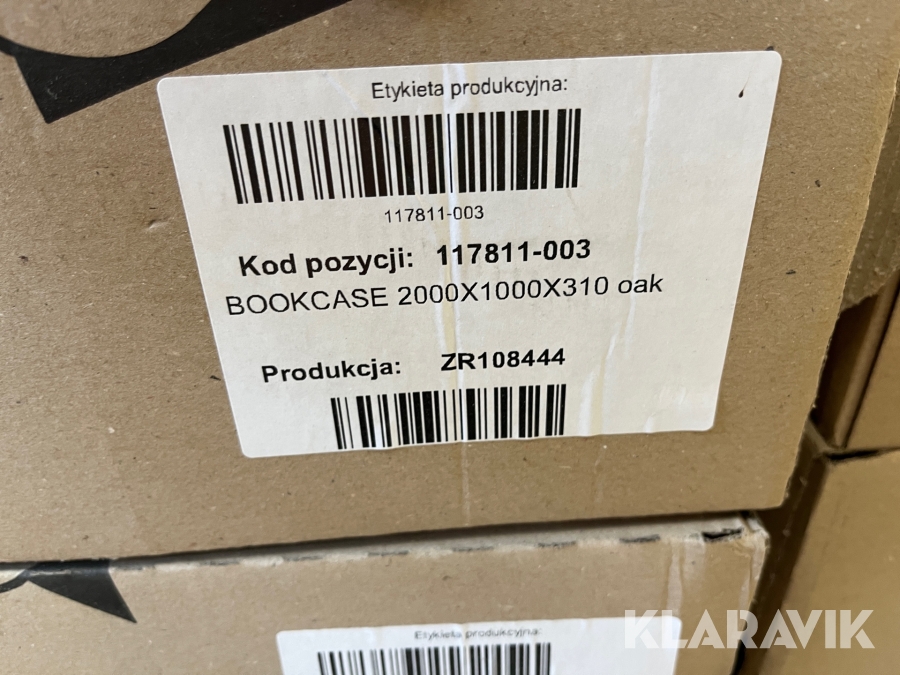 Etykieta produkcyjna:
117811-003
Kod pozycji: 117811-003
BOOKCASE 2000X1000X310 oak
Produkcja: ZR108444
Etykieta produkcyjna:
KLARAVIK